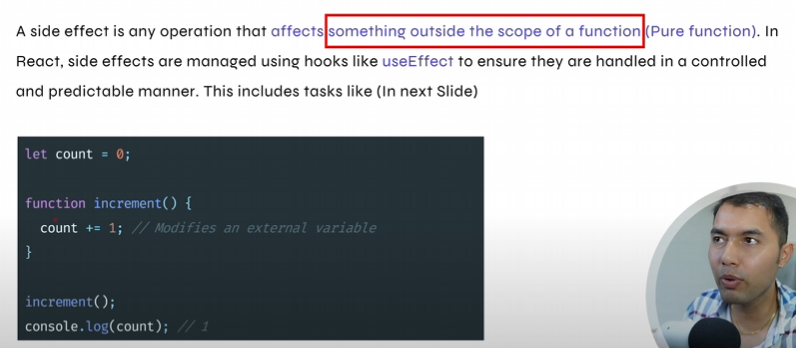 A side effect is any operation that affects something outside the scope of a function (Pure function). In
React, side effects are managed using hooks like useEffect to ensure they are handled in a controlled
and predictable manner. This includes tasks like (In next Slide)
let count = 0;
function increment() {
count += 1; // Modifies an external variable
}
increment();
console.log(count); // 1